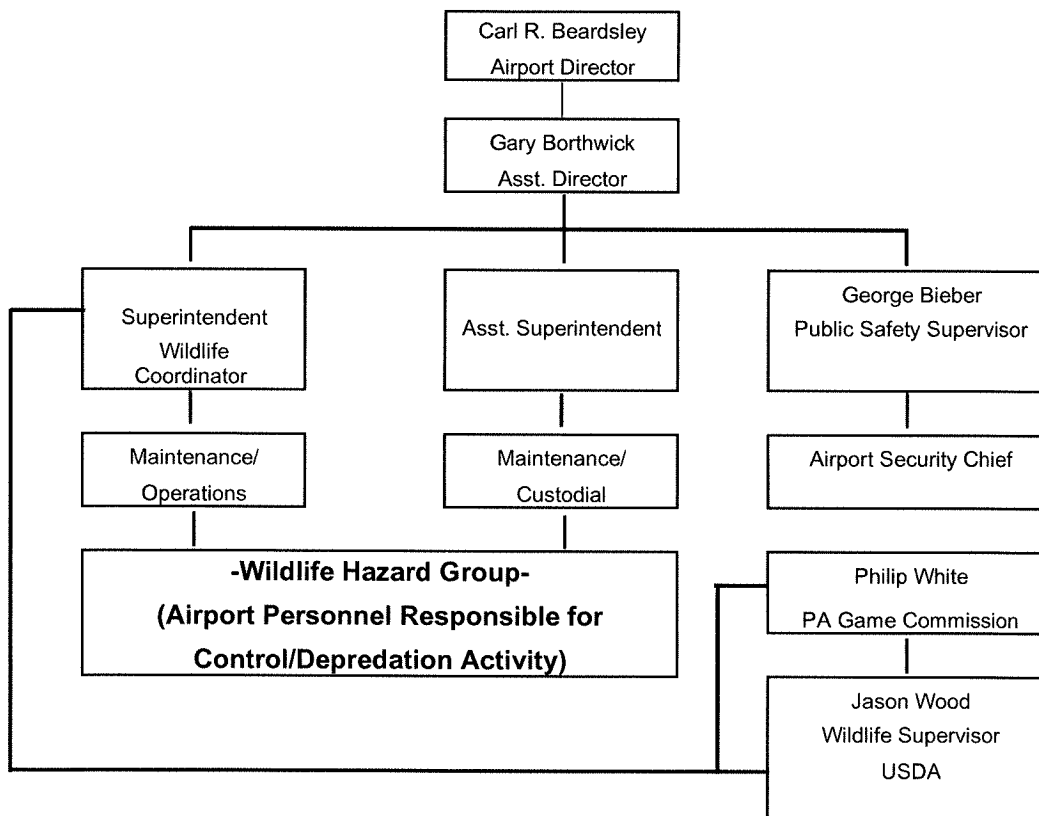 Carl R. Beardsley
Airport Director
Gary Borthwick
Asst. Director
Superintendent
Wildlife
Coordinator
Asst. Superintendent
George Bieber
Public Safety Supervisor
Maintenance/
Operations
Maintenance/
Custodial
Airport Security Chief
-Wildlife Hazard Group-
(Airport Personnel Responsible for
Control/Depredation Activity)
Philip White
PA Game Commission
Jason Wood
Wildlife Supervisor
USDA